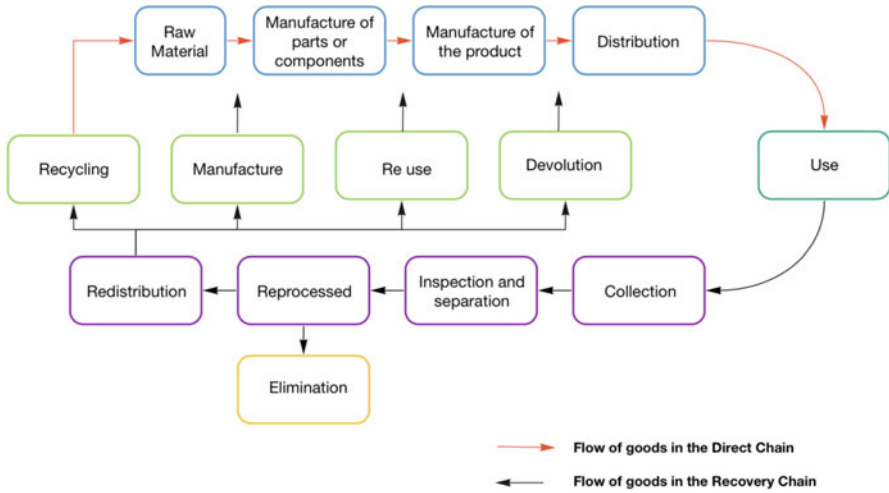 Raw
Material
Manufacture of
parts or
components
Manufacture of
the product
Distribution
Recycling
Manufacture
Re use
Devolution
Use
Redistribution
Reprocessed
Inspection and
separation
Collection
Elimination
Flow of goods in the Direct Chain
Flow of goods in the Recovery Chain